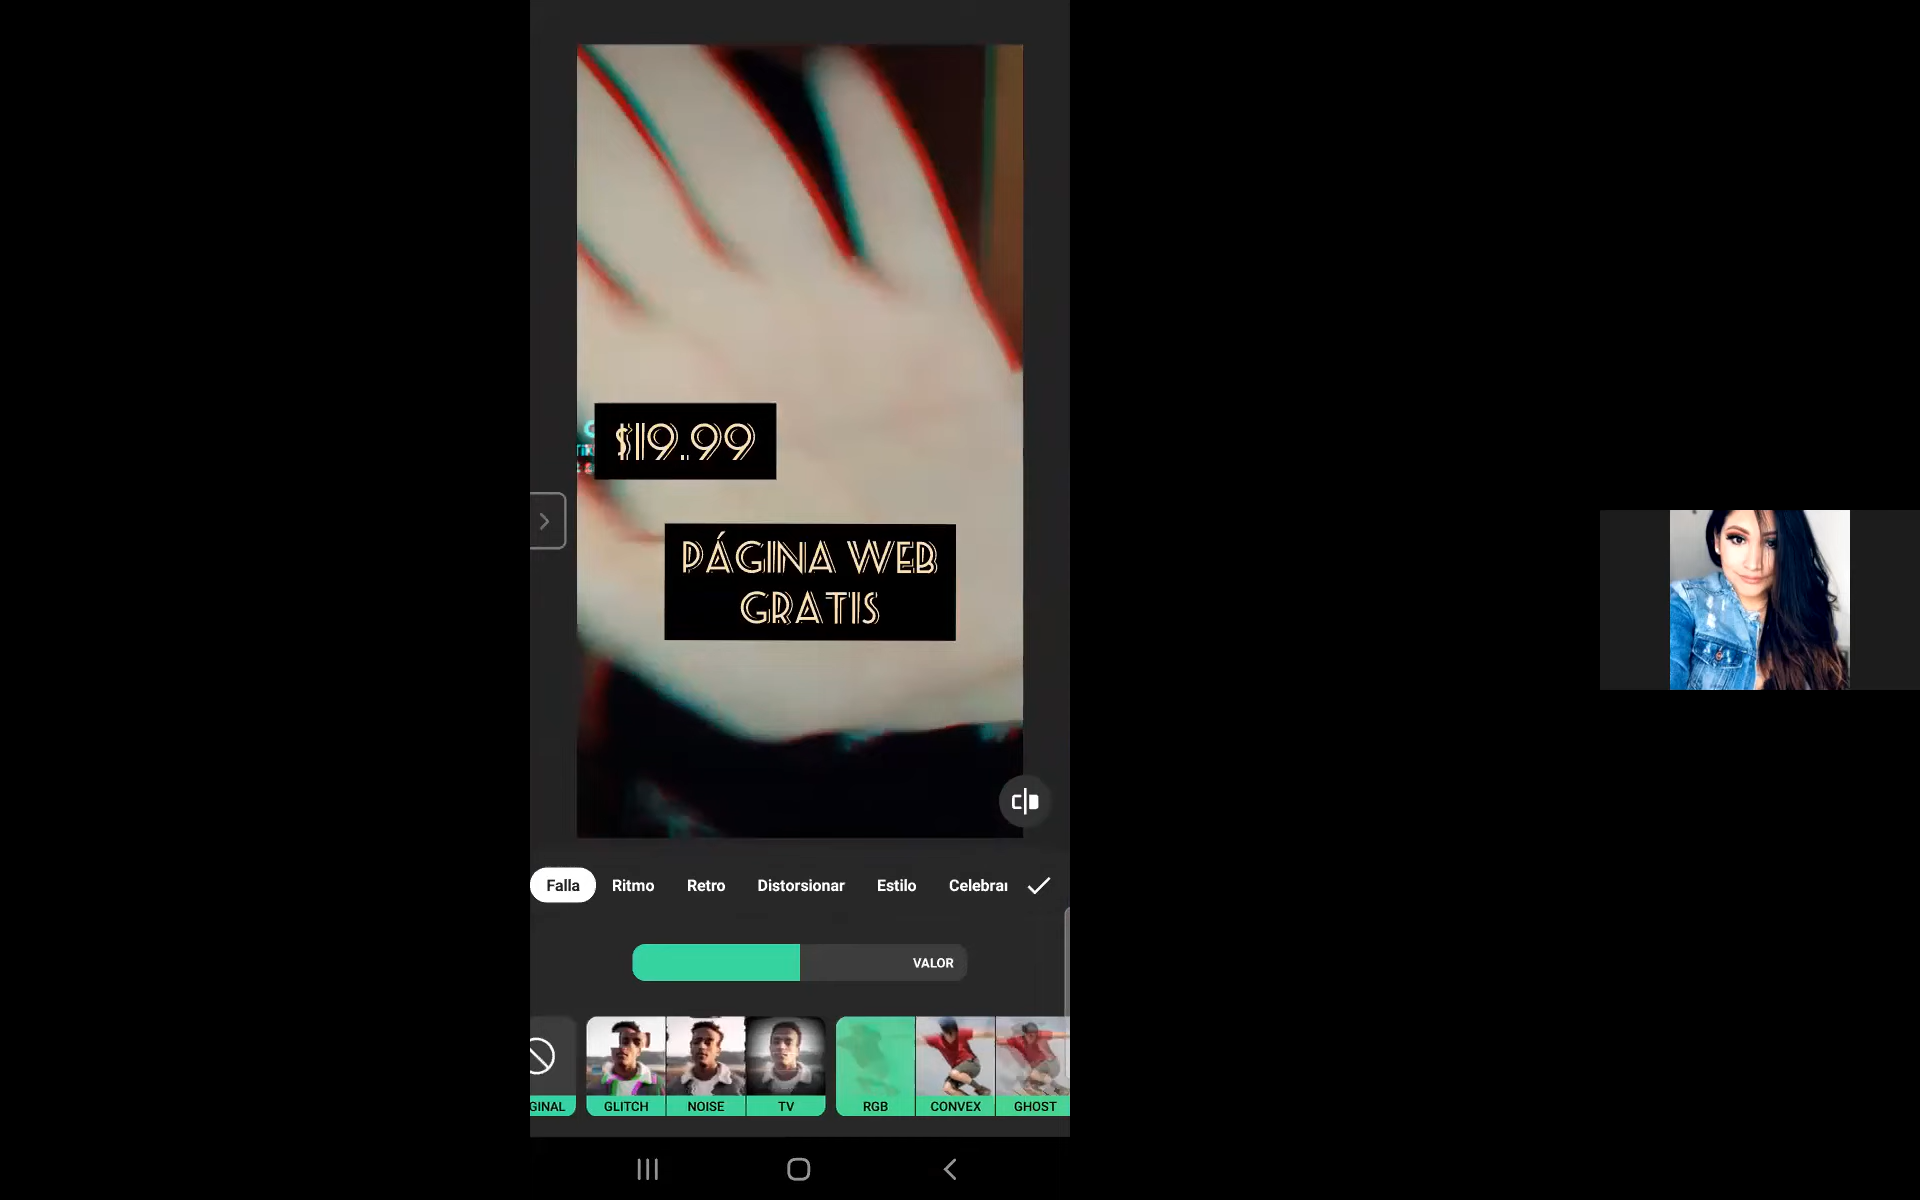 $19.99
PÁGINA WEB
GRATIS
Falla Ritmo Retro Distorsionar Estilo Celebrar
VALOR
GINAL GLITCH NOISE TV RGB CONVEX GHOST